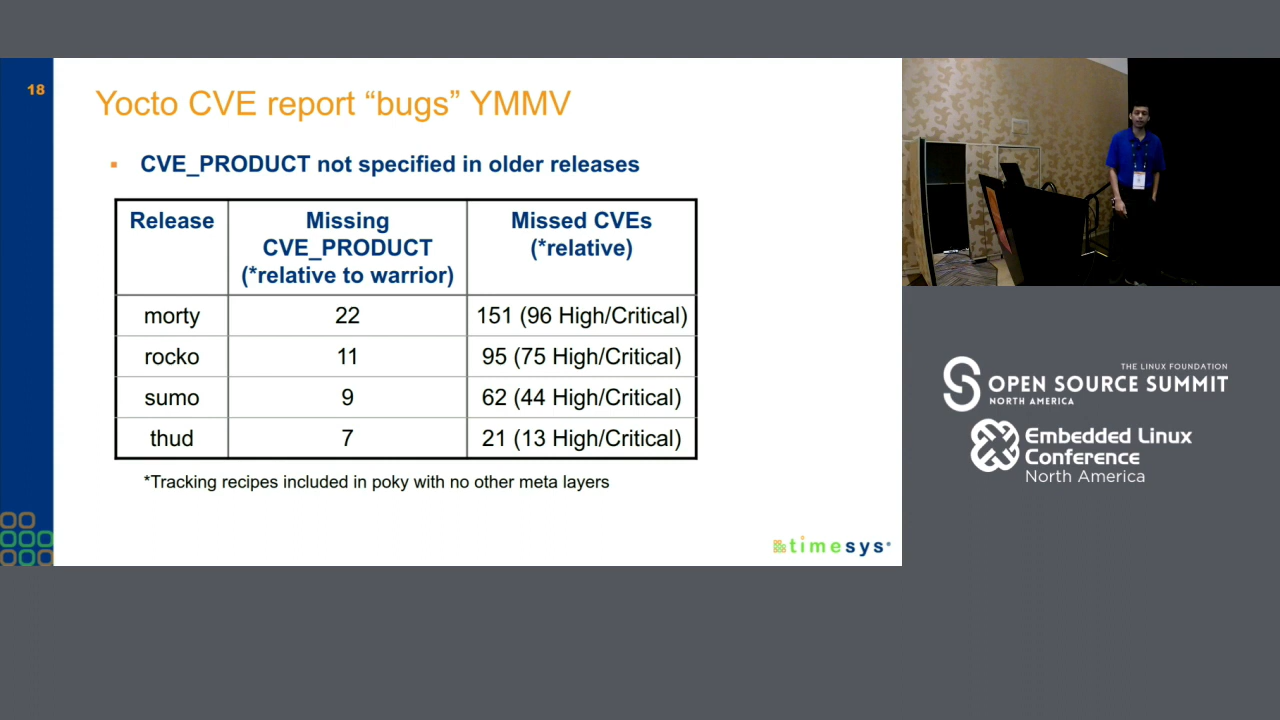 18
Yocto CVE report “bugs” YMMV
▪ CVE_PRODUCT not specified in older releases
Release
Missing
CVE_PRODUCT
(*relative to warrior)
Missed CVEs
(*relative)
morty 22 151 (96 High/Critical)
rocko 11 95 (75 High/Critical)
sumo 9 62 (44 High/Critical)
thud 7 21 (13 High/Critical)
*Tracking recipes included in poky with no other meta layers
timesys
THE LINUX FOUNDATION
OPEN SOURCE SUMMIT
NORTH AMERICA
Embedded Linux
Conference
North America